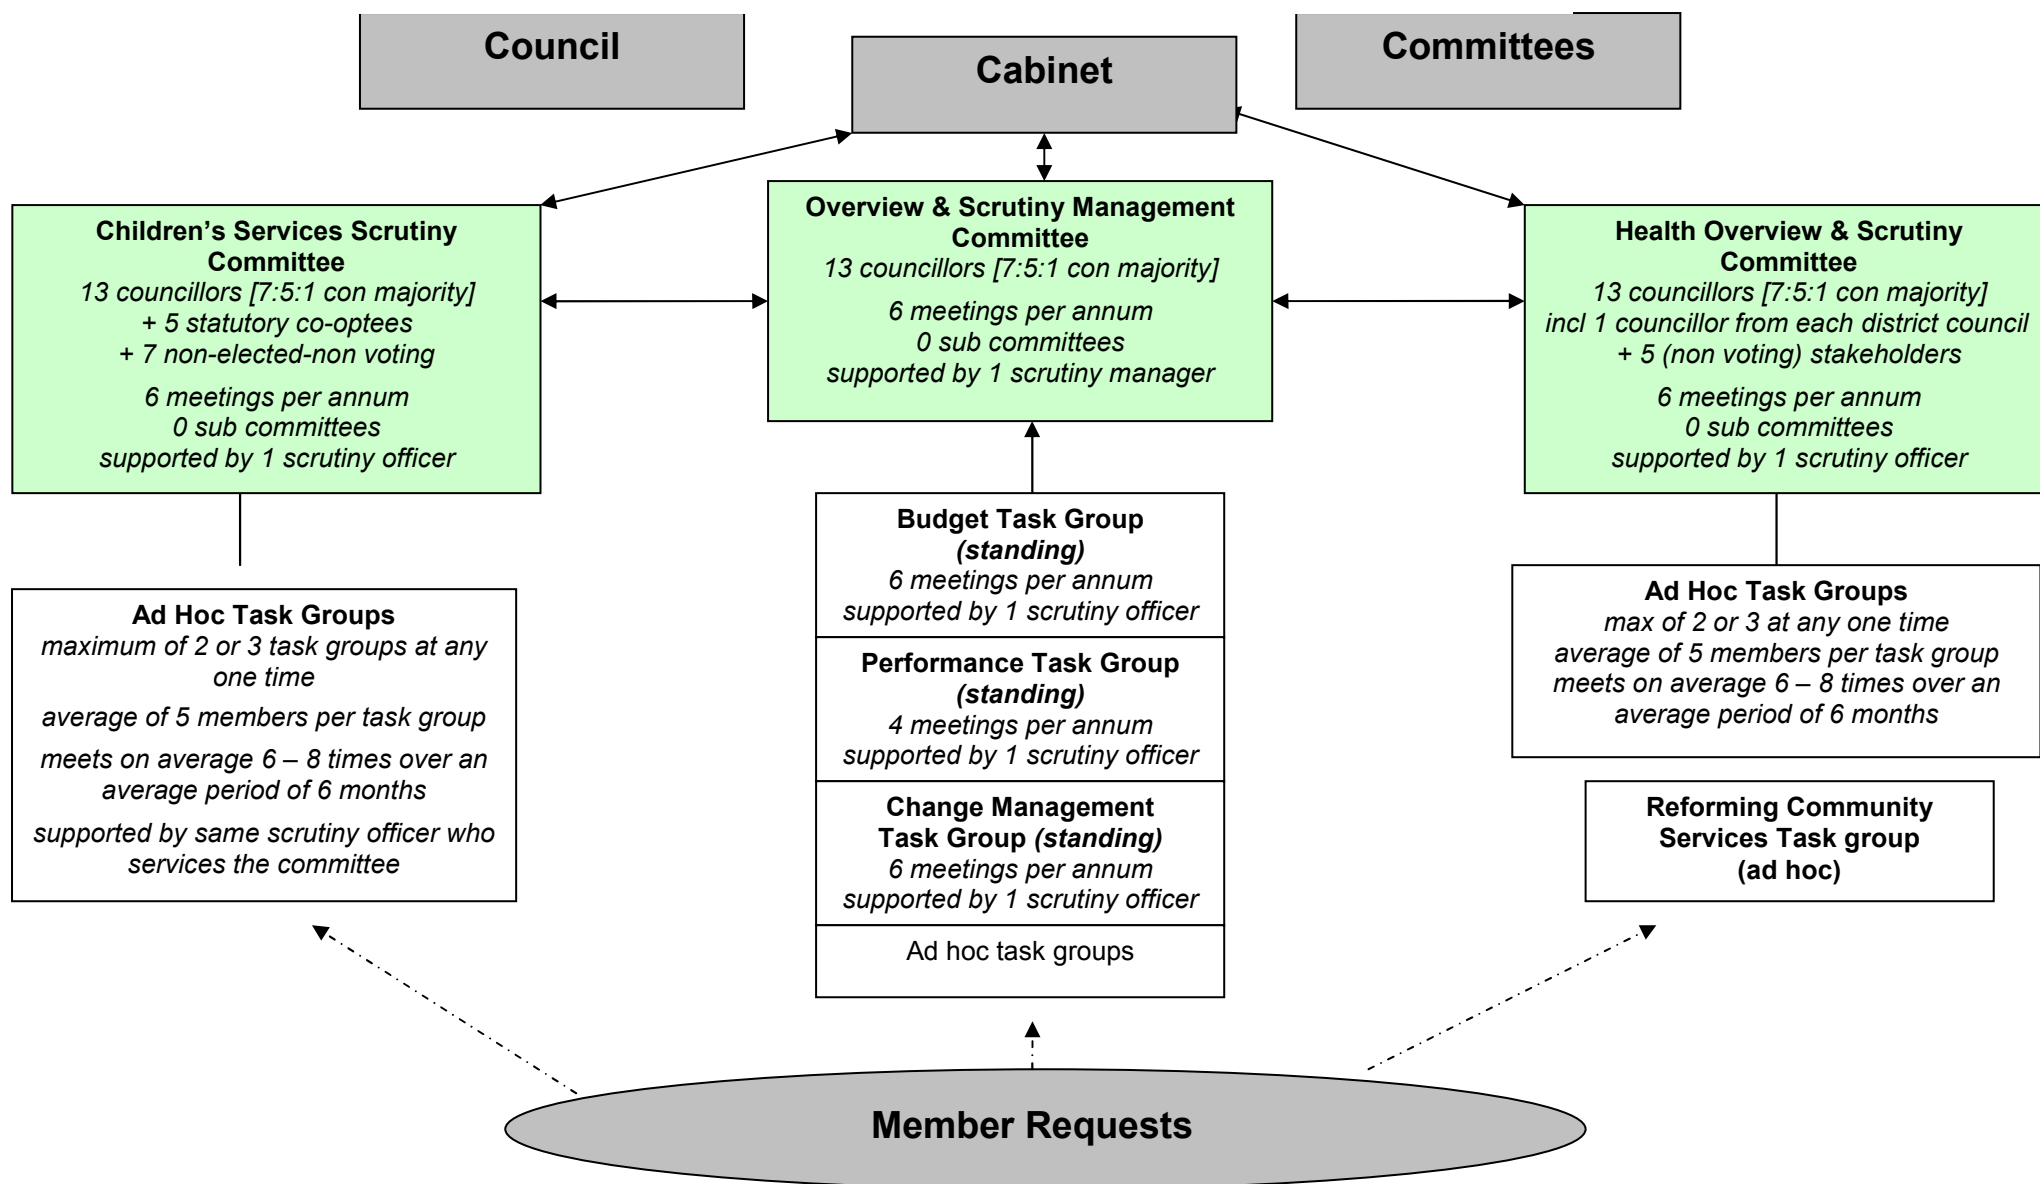 Council
Cabinet
Committees
Children’s Services Scrutiny
Committee
13 councillors [7:5:1 con majority]
+ 5 statutory co-optees
+ 7 non-elected-non voting
6 meetings per annum
0 sub committees
supported by 1 scrutiny officer
Overview & Scrutiny Management
Committee
13 councillors [7:5:1 con majority]
6 meetings per annum
0 sub committees
supported by 1 scrutiny manager
Health Overview & Scrutiny
Committee
13 councillors [7:5:1 con majority]
incl 1 councillor from each district council
+ 5 (non voting) stakeholders
6 meetings per annum
0 sub committees
supported by 1 scrutiny officer
Ad Hoc Task Groups
maximum of 2 or 3 task groups at any
one time
average of 5 members per task group
meets on average 6 – 8 times over an
average period of 6 months
supported by same scrutiny officer who
services the committee
Budget Task Group
(standing)
6 meetings per annum
supported by 1 scrutiny officer
Performance Task Group
(standing)
4 meetings per annum
supported by 1 scrutiny officer
Change Management
Task Group (standing)
6 meetings per annum
supported by 1 scrutiny officer
Ad hoc task groups
Ad Hoc Task Groups
max of 2 or 3 at any one time
average of 5 members per task group
meets on average 6 – 8 times over an
average period of 6 months
Reforming Community
Services Task group
(ad hoc)
Member Requests